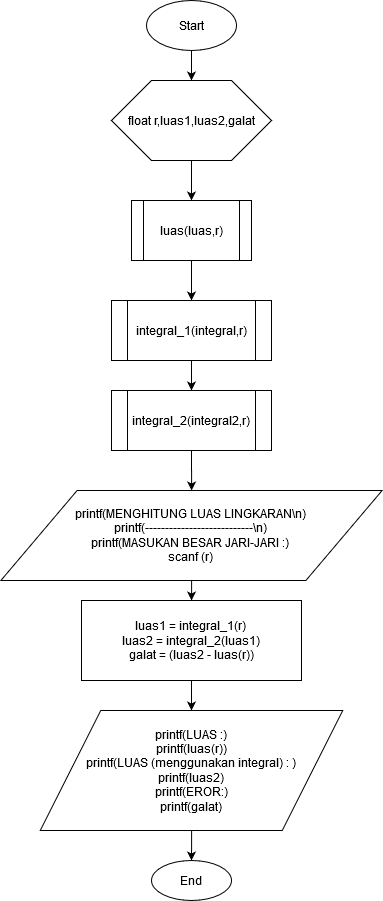 Start
float r,luas1,luas2,galat
luas(luas,r)
integral_1(integral,r)
integral_2(integral2,r)
printf(MENGHITUNG LUAS LINGKARAN\n)
printf(---------------------------\n)
printf(MASUKAN BESAR JARI-JARI :)
scanf (r)
luas1 = integral_1(r)
luas2 = integral_2(luas1)
galat = (luas2 - luas(r))
printf(LUAS :)
printf(luas(r))
printf(LUAS (menggunakan integral) : )
printf(luas2)
printf(EROR:)
printf(galat)
End